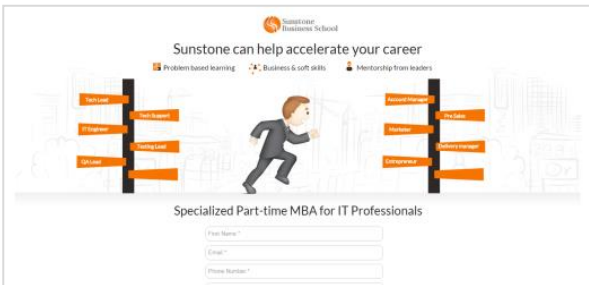 Sunstone
Business School
Sunstone can help accelerate your career
Problem based learning Business & soft skills Mentorship from leaders
Tech Lead
Tech Support
IT Engineer
Testing Lead
QA Lead
Account Manager
Pre Sales
Marketer
Delivery Manager
Entrepreneur
Specialized Part-time MBA for IT Professionals
First Name *
Email *
Phone Number *